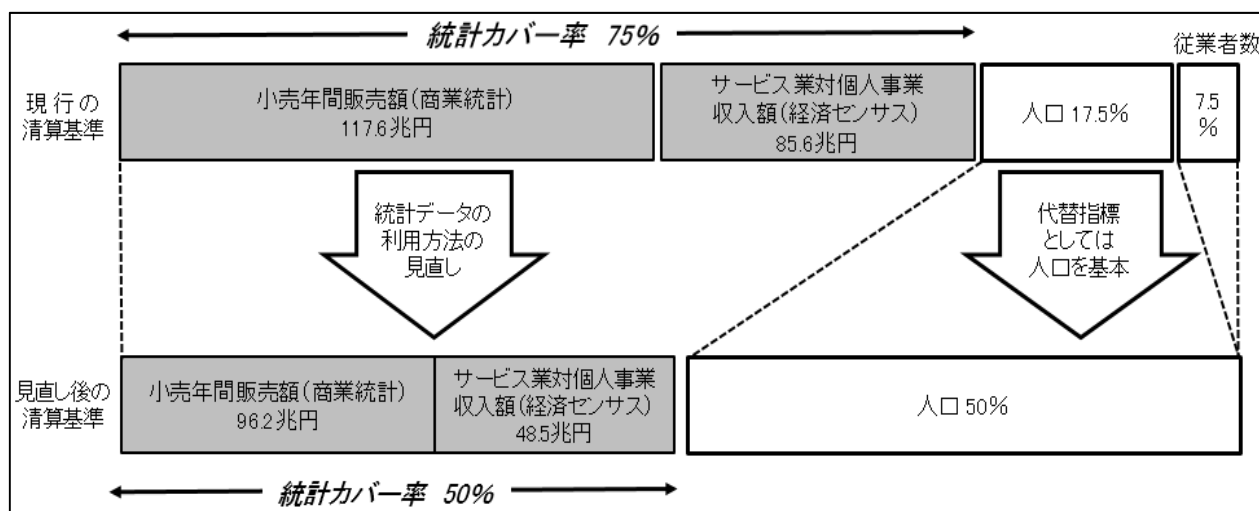 統計カバー率 75%
従業者数
現行の
清算基準
小売年間販売額(商業統計)
117.6兆円
サービス業対個人事業
収入額(経済センサス)
85.6兆円
人口 17.5%
7.5
%
統計データの
利用方法の
見直し
代替指標
としては
人口を基本
見直し後の
清算基準
小売年間販売額(商業統計)
96.2兆円
サービス業対個人事業
収入額(経済センサス)
48.5兆円
人口 50%
統計カバー率 50%